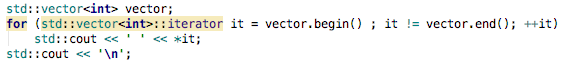 std::vector<int> vector;
for (std::vector<int>::iterator it = vector.begin() ; it != vector.end(); ++it)
    std::cout << ' ' << *it;
std::cout << '\n';